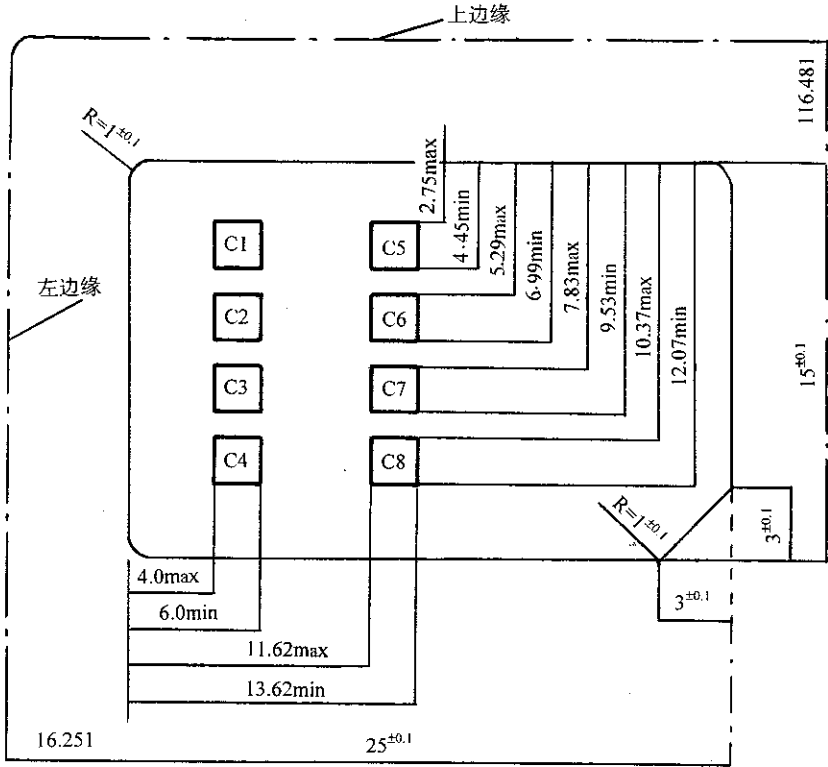 上边缘
116.481
R=1±0.1
2.75max
4.45min
5.29max
6.99min
7.83max
9.53min
10.37max
12.07min
C1
C5
左边缘
C2
C6
15±0.1
C3
C7
C4
C8
R=1±0.1
3±0.1
4.0max
3±0.1
6.0min
11.62max
13.62min
16.251
25±0.1